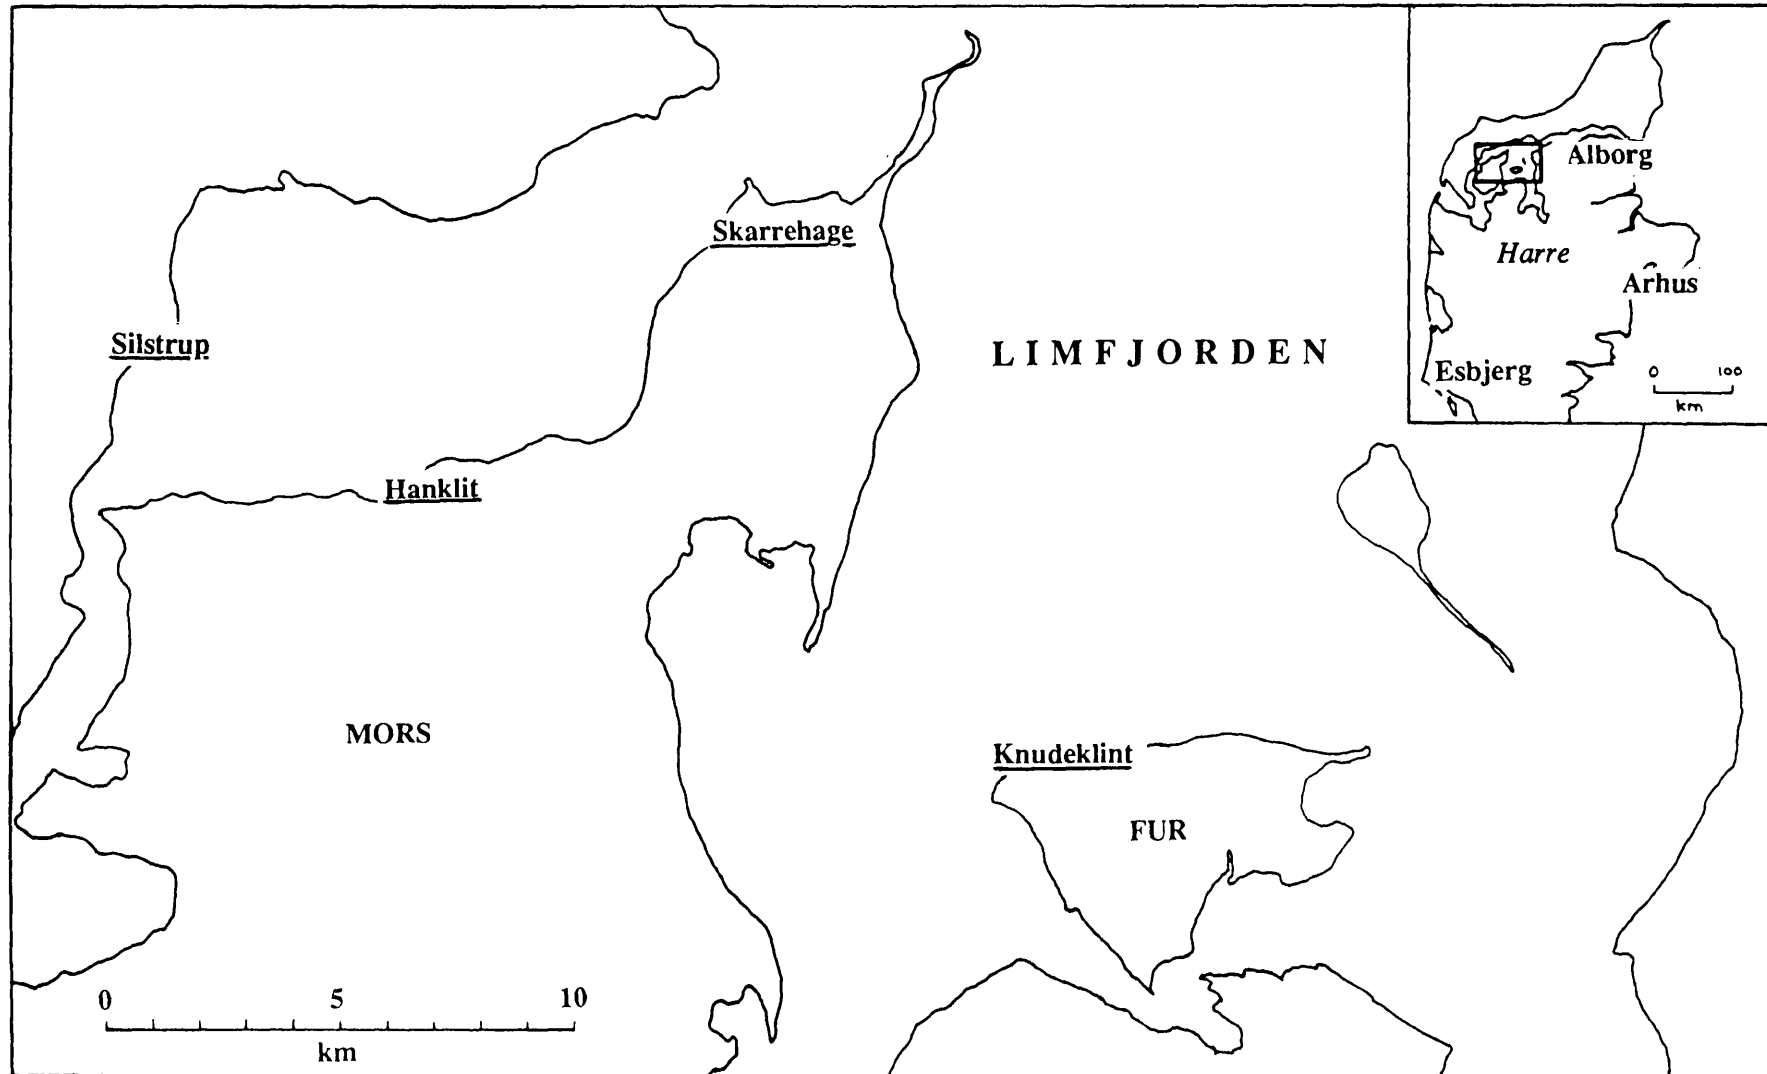 Alborg
Skarrehage
Harre
Arhus
Silstrup
LIMFJORDEN
Esbjerg
0 100
km
Hanklit
MORS
Knudeklint
FUR
0 5 10
km